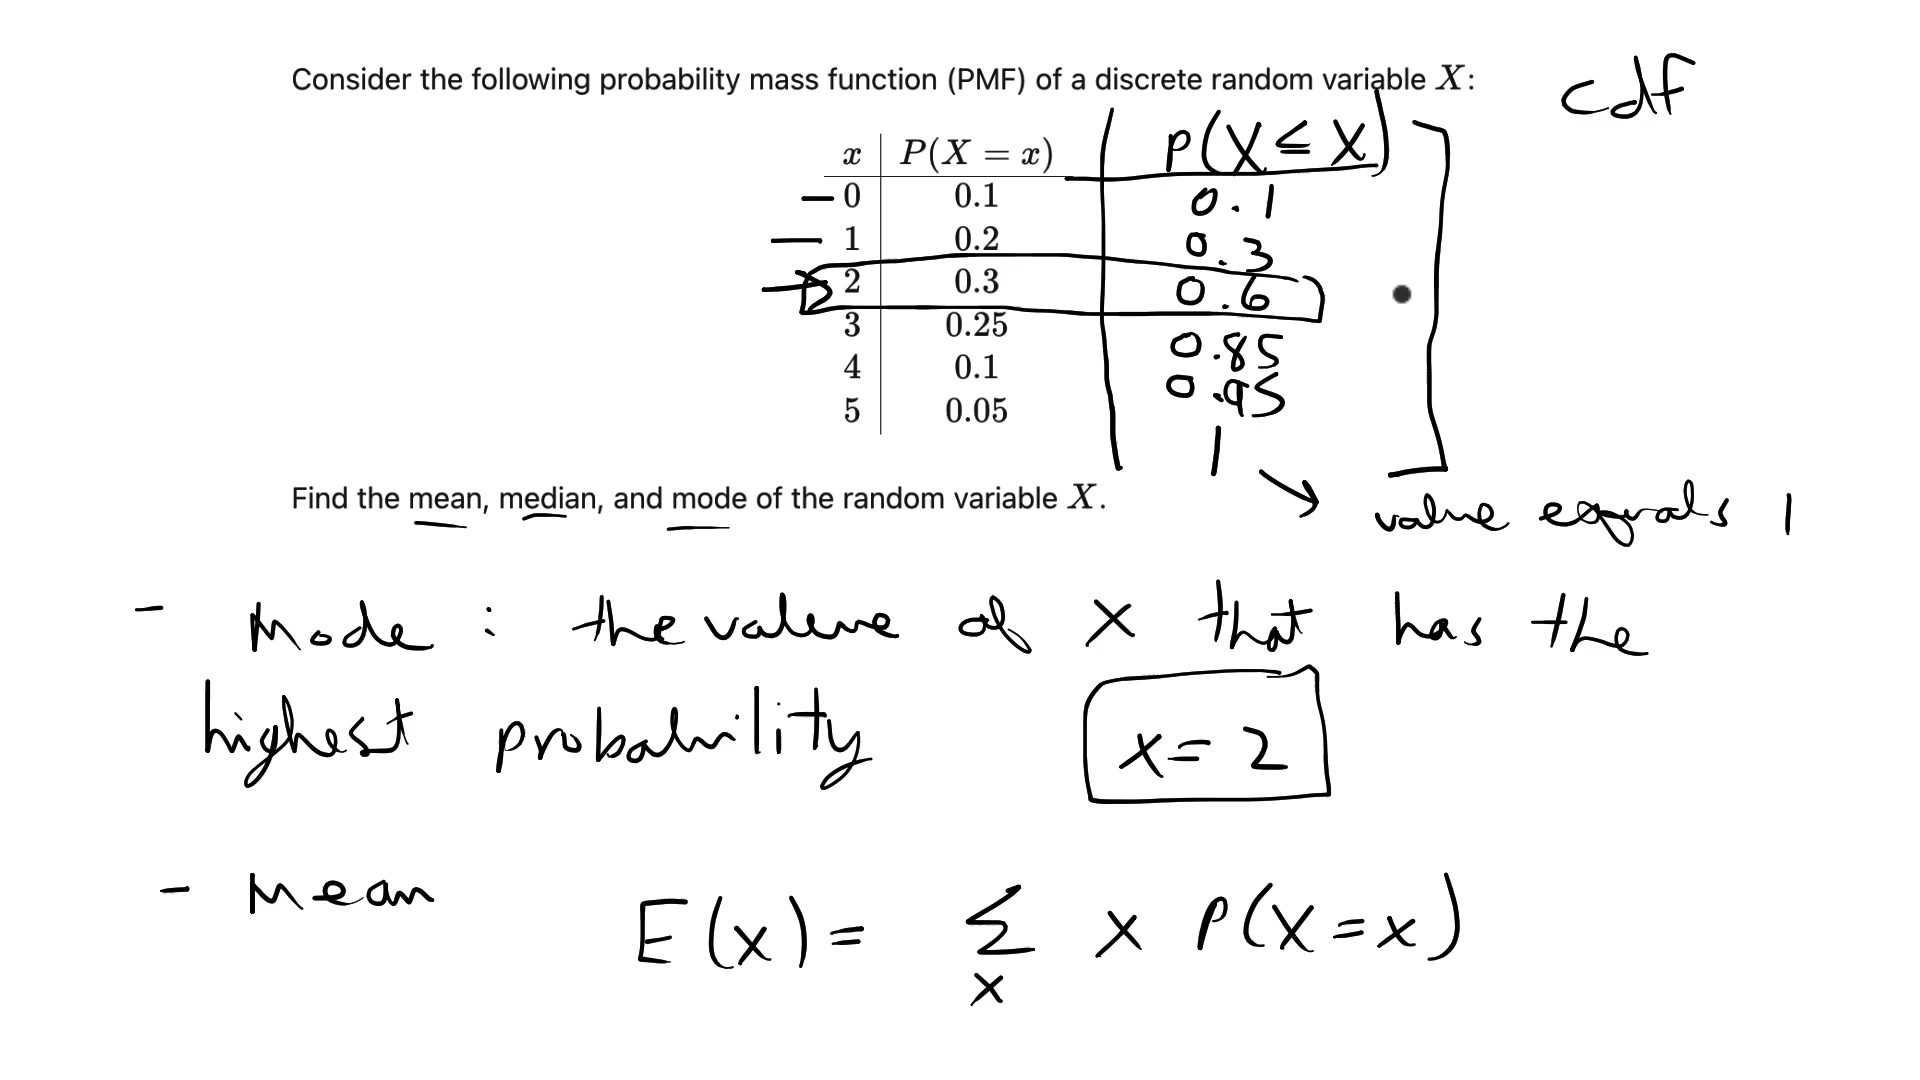 Consider the following probability mass function (PMF) of a discrete random variable X:
cdf
x P(X = x) P(X ≤ x)
0 0.1 0.1
1 0.2 0.3
2 0.3 0.6
3 0.25 0.85
4 0.1 0.95
5 0.05 1
Find the mean, median, and mode of the random variable X.
→ value equals 1
- Mode : the value of x that has the
highest probability x = 2
- Mean E(x) = Σ x P(X = x)
x